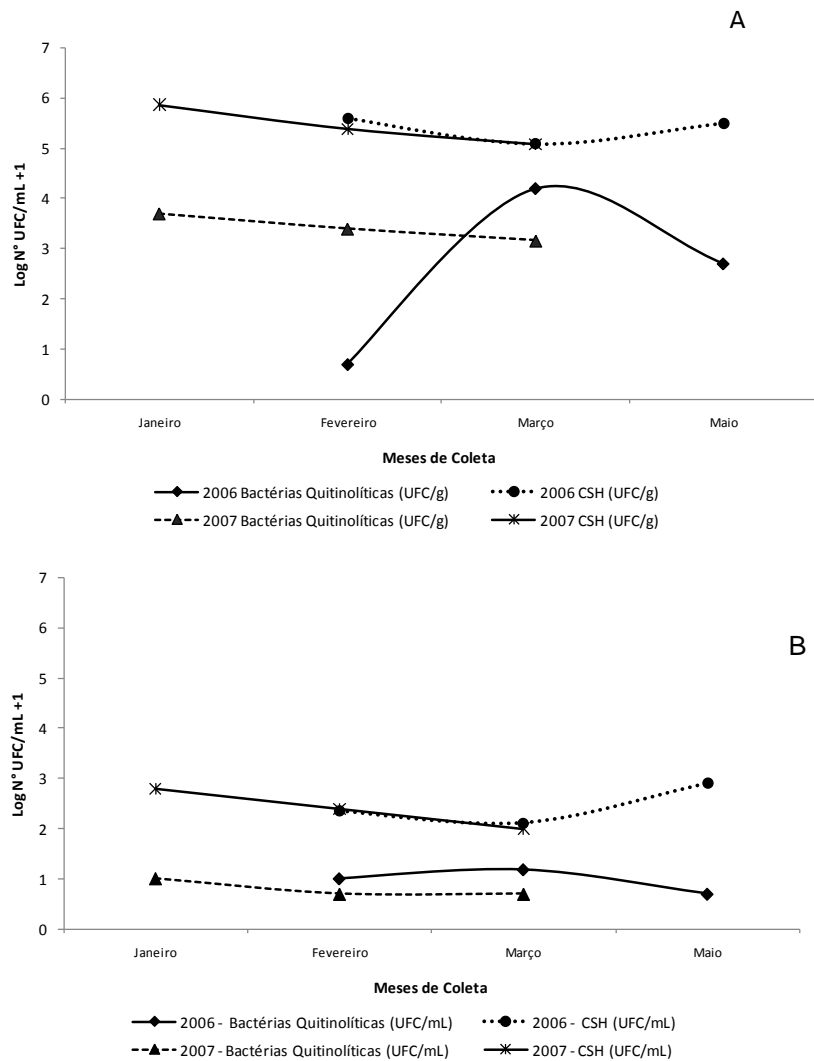 A
7
6
5
4
3
2
1
0
Log N° UFC/mL +1
Janeiro Fevereiro Março Maio
Meses de Coleta
2006 Bactérias Quitinolíticas (UFC/g) 2006 CSH (UFC/g)
2007 Bactérias Quitinolíticas (UFC/g) 2007 CSH (UFC/g)
B
7
6
5
4
3
2
1
0
Log N° UFC/mL +1
Janeiro Fevereiro Março Maio
Meses de Coleta
2006 - Bactérias Quitinolíticas (UFC/mL) 2006 - CSH (UFC/mL)
2007 - Bactérias Quitinolíticas (UFC/mL) 2007 - CSH (UFC/mL)